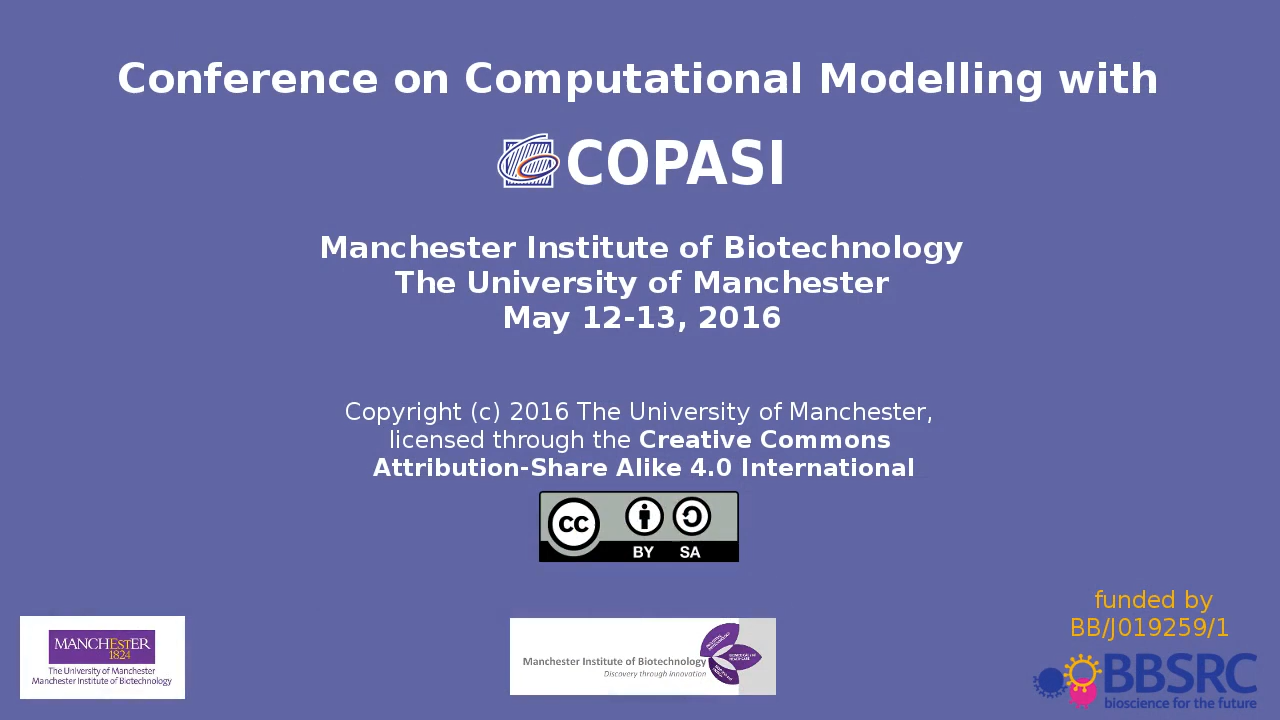 Conference on Computational Modelling with
COPASI
Manchester Institute of Biotechnology
The University of Manchester
May 12-13, 2016
Copyright (c) 2016 The University of Manchester,
licensed through the Creative Commons
Attribution-Share Alike 4.0 International
cc
BY SA
funded by
BB/J019259/1
MANCHESTER
1824
The University of Manchester
Manchester Institute of Biotechnology
Manchester Institute of Biotechnology
Discovery through innovation
BBSRC
bioscience for the future